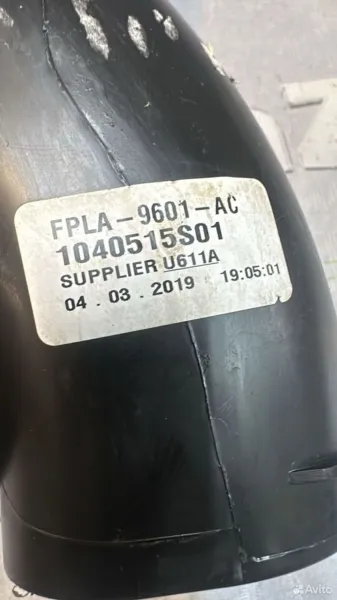 FPLA-9601-AC
1040515S01
SUPPLIER U611A
04.03.2019 19:05:01
Avito